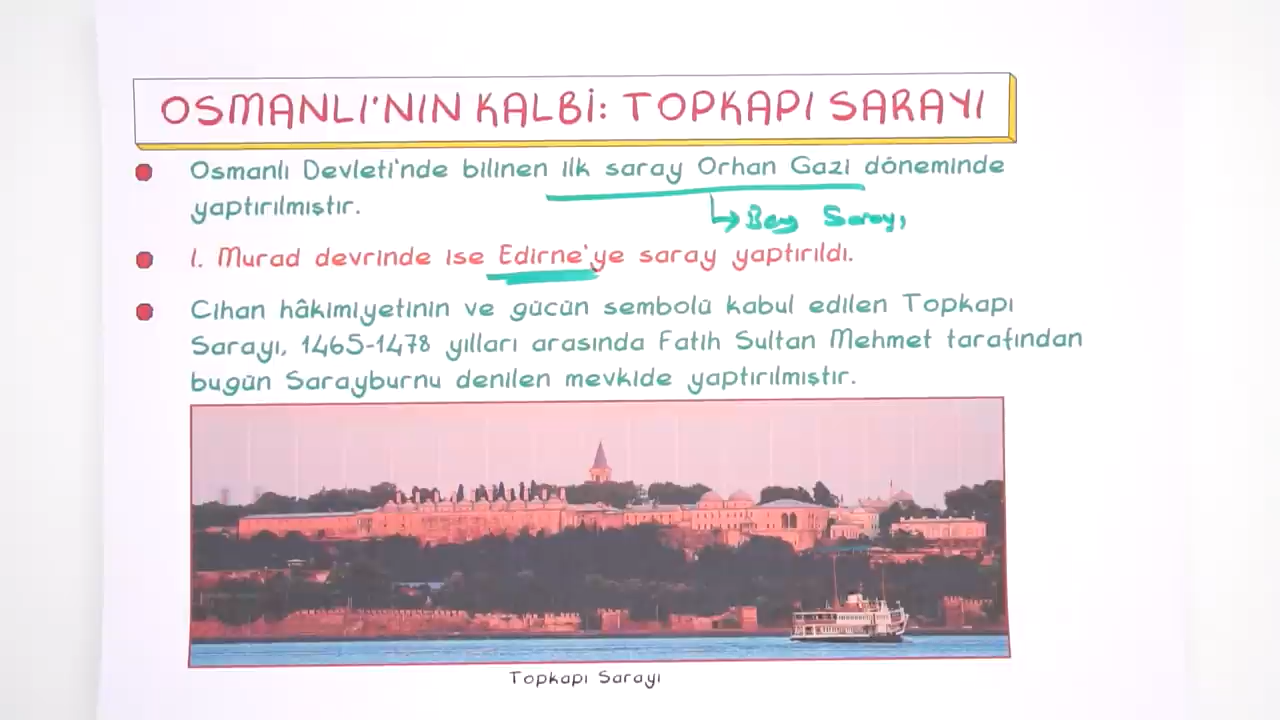 OSMANLI'NIN KALBİ: TOPKAPI SARAYI
Osmanlı Devleti'nde bilinen ilk saray Orhan Gazi döneminde
yaptırılmıştır.
Bey Sarayı
I. Murad devrinde ise Edirne'ye saray yaptırıldı.
Cihan hâkimiyetinin ve gücün sembolü kabul edilen Topkapı
Sarayı, 1465-1478 yılları arasında Fatih Sultan Mehmet tarafından
bugün Sarayburnu denilen mevkide yaptırılmıştır.
Topkapı Sarayı